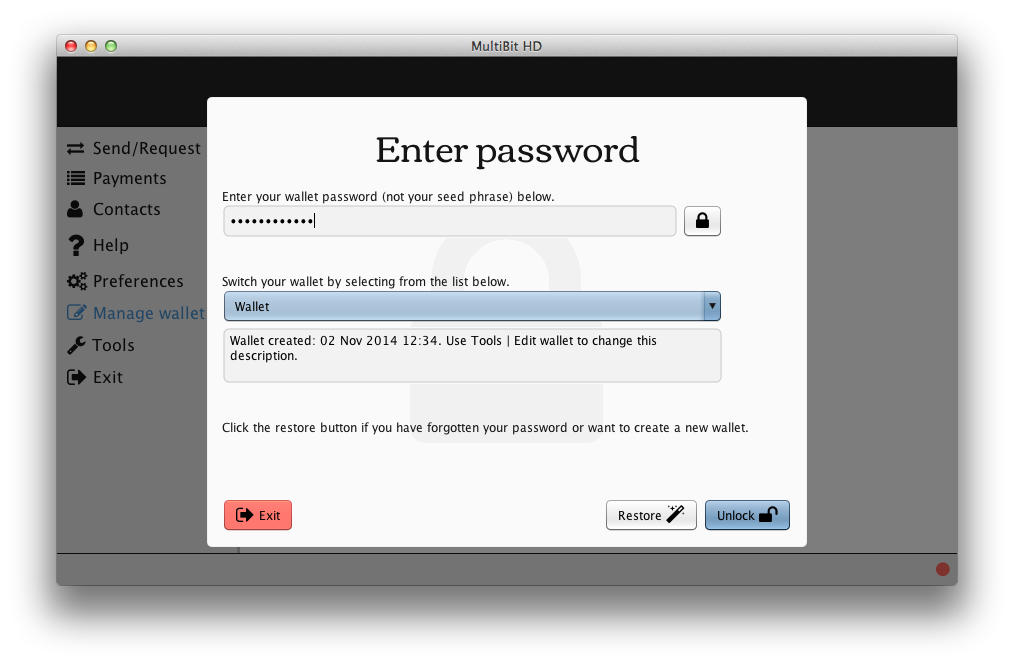 MultiBit HD
Send/Request
Payments
Contacts
Help
Preferences
Manage wallet
Tools
Exit
Enter password
Enter your wallet password (not your seed phrase) below.
••••••••••••
Switch your wallet by selecting from the list below.
Wallet
Wallet created: 02 Nov 2014 12:34. Use Tools | Edit wallet to change this
description.
Click the restore button if you have forgotten your password or want to create a new wallet.
Exit
Restore
Unlock